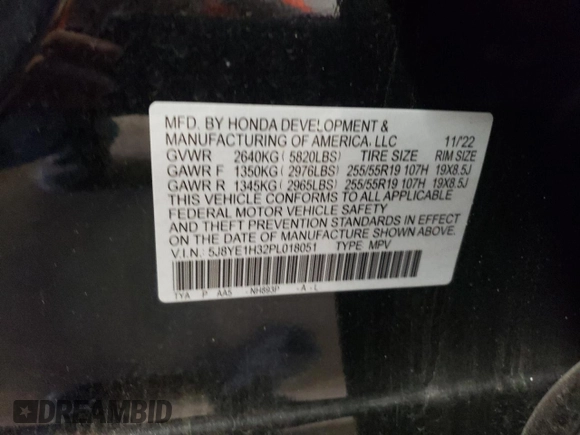 MFD. BY HONDA DEVELOPMENT &
MANUFACTURING OF AMERICA, LLC 11/'22
GVWR 2640KG( 5820LBS) TIRE SIZE RIM SIZE
GAWR F 1350KG( 2976LBS) 255/55R19 107H 19X8.5J
GAWR R 1345KG( 2965LBS) 255/55R19 107H 19X8.5J
THIS VEHICLE CONFORMS TO ALL APPLICABLE
FEDERAL MOTOR VEHICLE SAFETY
AND THEFT PREVENTION STANDARDS IN EFFECT
ON THE DATE OF MANUFACTURE SHOWN ABOVE.
V.I.N.: 5J8YE1H32PL018051 TYPE MPV
TYA P AA5 -NH893P -A-L
DREAMBID